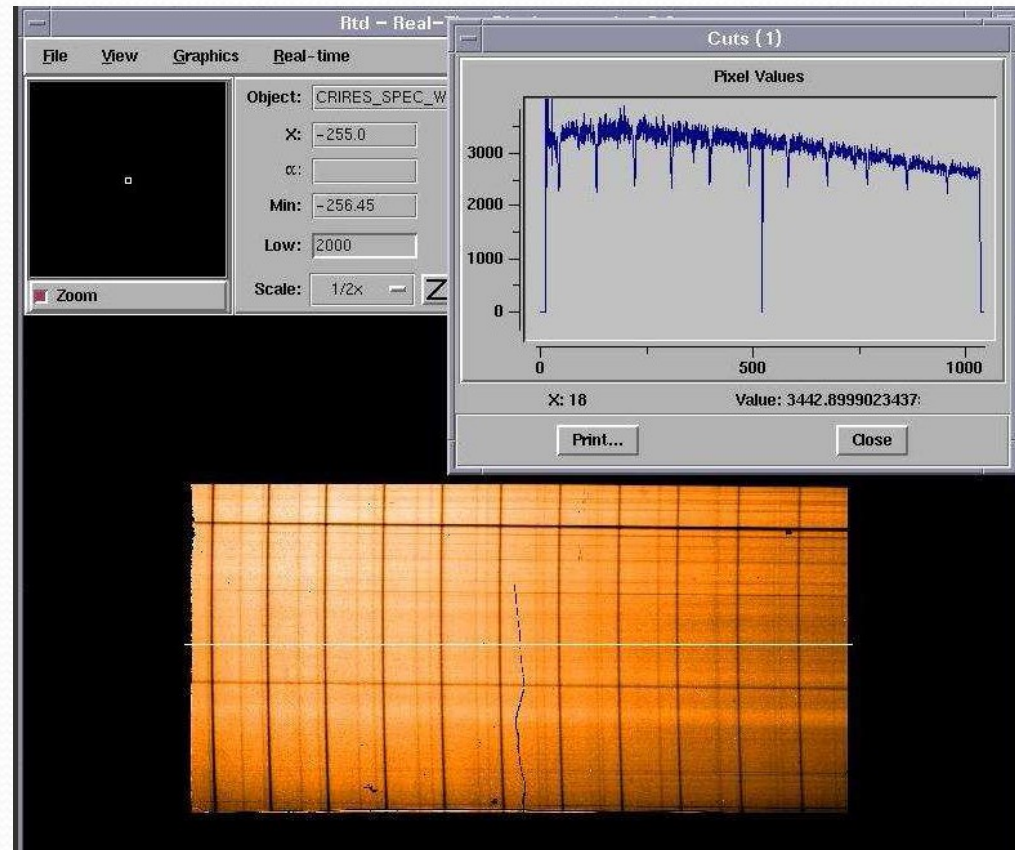 Rtd - Real-
File View Graphics Real-time
Object: CRIRES_SPEC_W
X: -255.0
α:
Min: -256.45
Low: 2000
Scale: 1/2x Z
Zoom
Cuts (1)
Pixel Values
3000
2000
1000
0
0 500 1000
X: 18 Value: 3442.8999023437
Print... Close